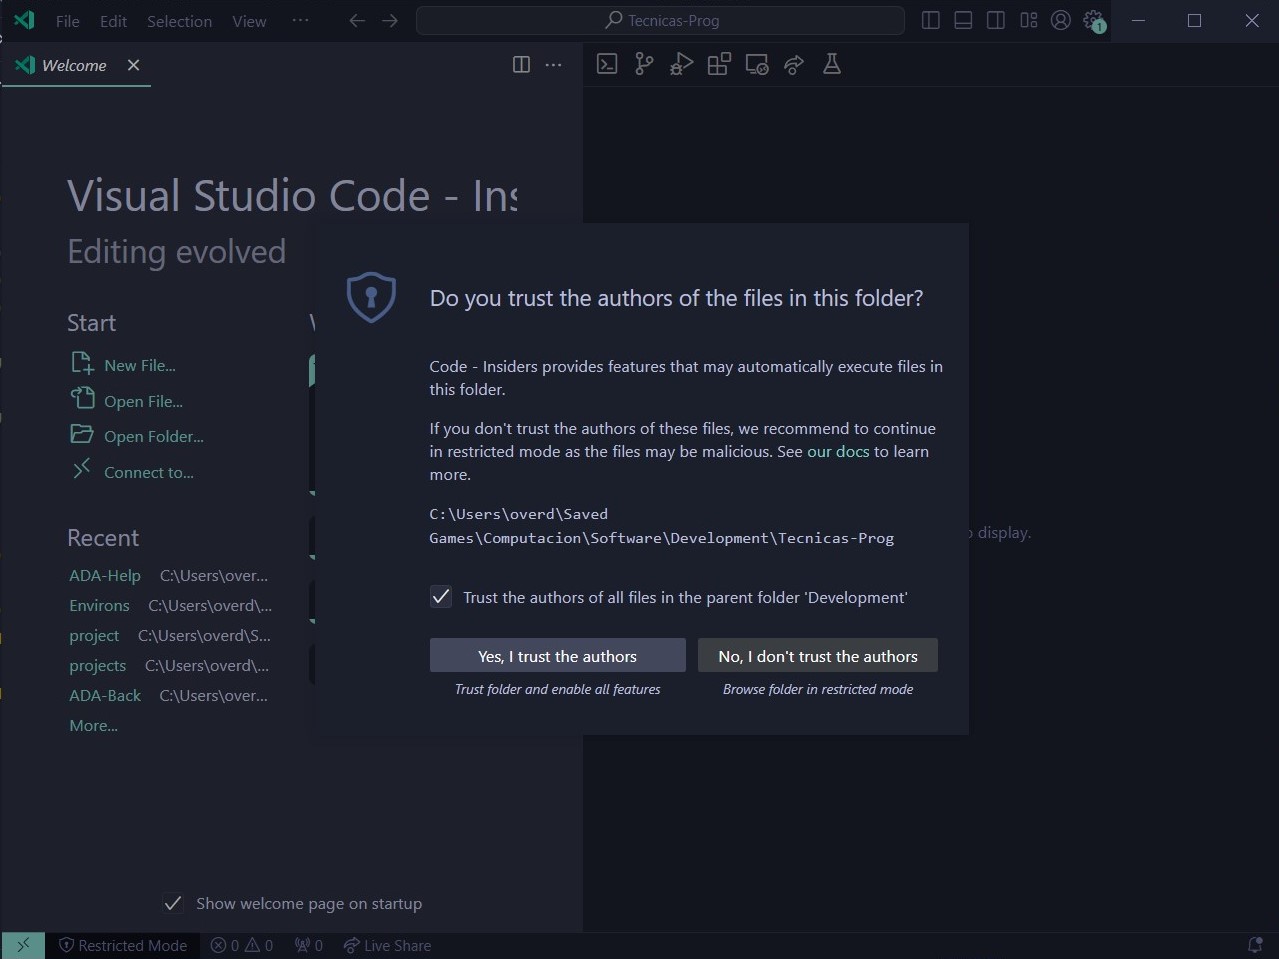 File Edit Selection View ··· Tecnicas-Prog 1
Welcome
Visual Studio Code - Ins
Editing evolved
Start
New File...
Open File...
Open Folder...
Connect to...
Recent
ADA-Help C:\Users\over...
Environs C:\Users\overd\...
project C:\Users\overd\S...
projects C:\Users\overd\...
ADA-Back C:\Users\over...
More...
Do you trust the authors of the files in this folder?
Code - Insiders provides features that may automatically execute files in
this folder.
If you don't trust the authors of these files, we recommend to continue
in restricted mode as the files may be malicious. See our docs to learn
more.
C:\Users\overd\Saved
Games\Computacion\Software\Development\Tecnicas-Prog
Trust the authors of all files in the parent folder 'Development'
Yes, I trust the authors No, I don't trust the authors
Trust folder and enable all features Browse folder in restricted mode
display.
Show welcome page on startup
Restricted Mode 0 0 0 Live Share